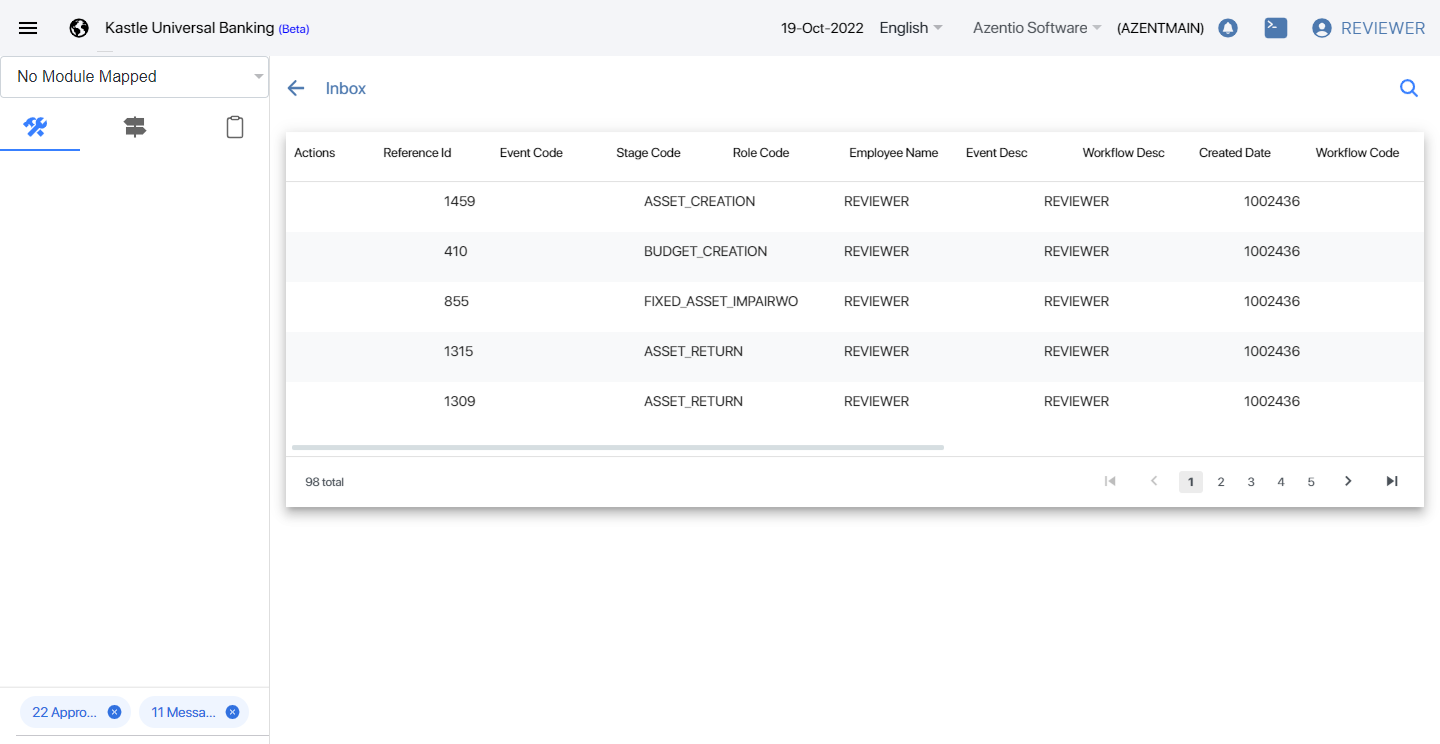 Kastle Universal Banking (Beta) 19-Oct-2022 English Azentio Software (AZENTMAIN) REVIEWER
No Module Mapped
Inbox
Actions Reference Id Event Code Stage Code Role Code Employee Name Event Desc Workflow Desc Created Date Workflow Code
1459 ASSET_CREATION REVIEWER REVIEWER 1002436
410 BUDGET_CREATION REVIEWER REVIEWER 1002436
855 FIXED_ASSET_IMPAIRWO REVIEWER REVIEWER 1002436
1315 ASSET_RETURN REVIEWER REVIEWER 1002436
1309 ASSET_RETURN REVIEWER REVIEWER 1002436
98 total 1 2 3 4 5
22 Appro... 11 Messa...